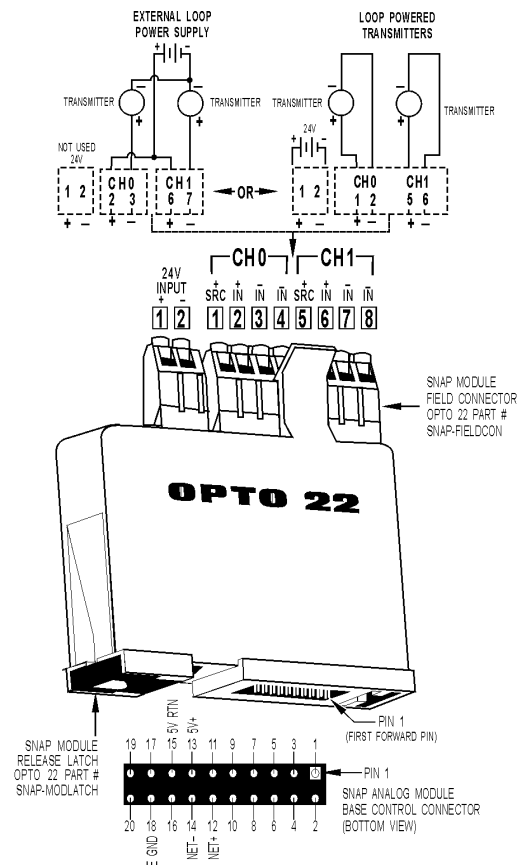 EXTERNAL LOOP
POWER SUPPLY
LOOP POWERED
TRANSMITTERS
+ -
TRANSMITTER
TRANSMITTER
TRANSMITTER
TRANSMITTER
- - - -
+ + + +
NOT USED
24V
24V
+ -
1 2
CH0
2 3
CH1
6 7
OR
1 2
CH0
1 2
CH1
5 6
+ - + - + - + - + - + -
CH0 CH1
24V
INPUT
+ -
+ + - - + + - -
SRC IN IN IN SRC IN IN IN
1 2 1 2 3 4 5 6 7 8
SNAP MODULE
FIELD CONNECTOR
OPTO 22 PART #
SNAP-FIELDCON
OPTO 22
PIN 1
(FIRST FORWARD PIN)
SNAP MODULE
RELEASE LATCH
OPTO 22 PART #
SNAP-MODLATCH
5V RTN
5V+
19 17 15 13 11 9 7 5 3 1
PIN 1
SNAP ANALOG MODULE
BASE CONTROL CONNECTOR
(BOTTOM VIEW)
20 18 16 14 12 10 8 6 4 2
E GND
NET-
NET+